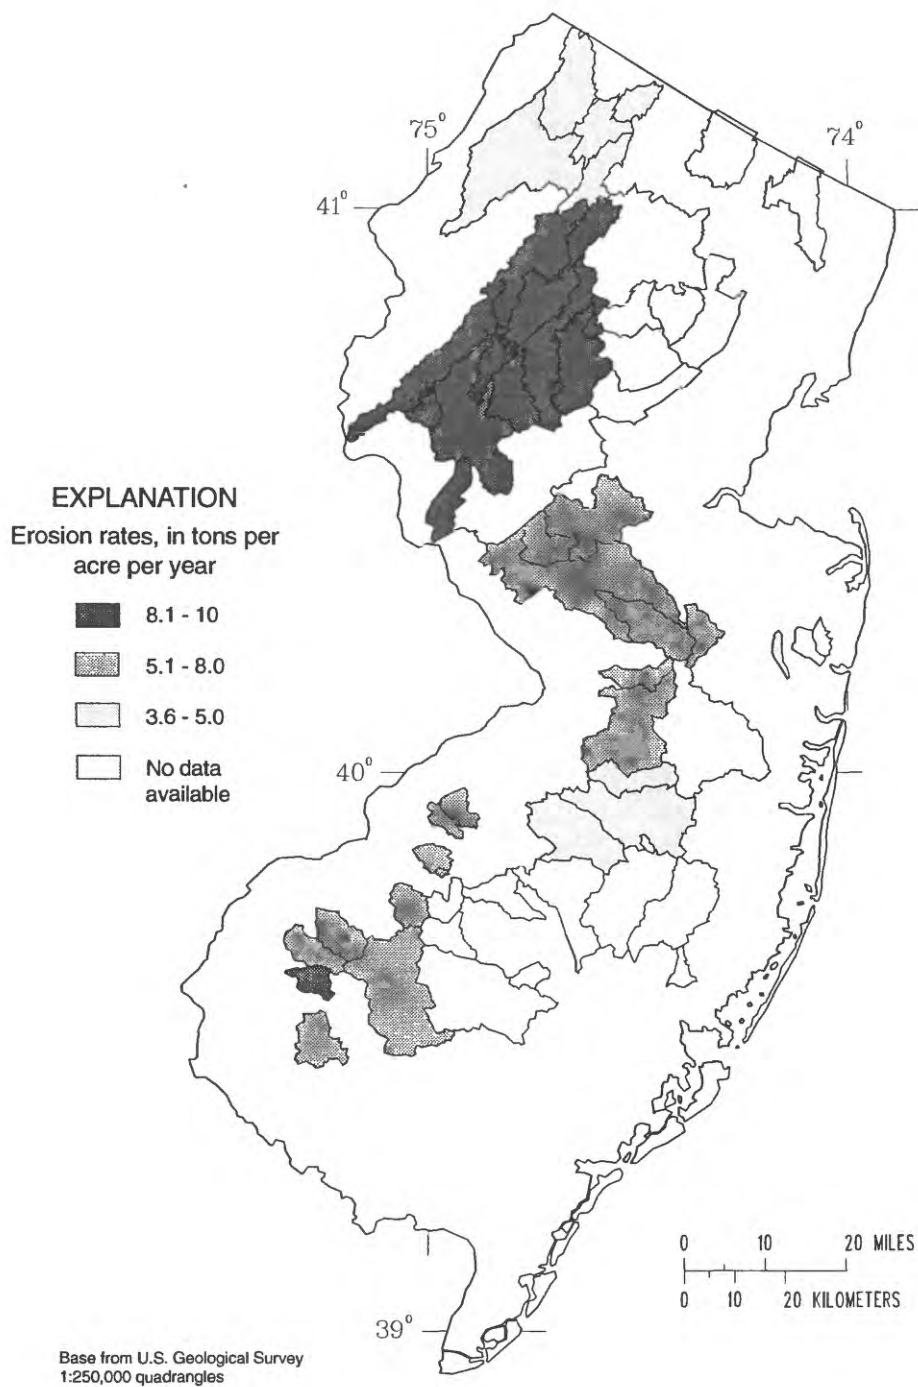 75°
74°
41°
EXPLANATION
Erosion rates, in tons per
acre per year
8.1 - 10
5.1 - 8.0
3.6 - 5.0
No data
available
40°
0 10 20 MILES
0 10 20 KILOMETERS
39°
Base from U.S. Geological Survey
1:250,000 quadrangles